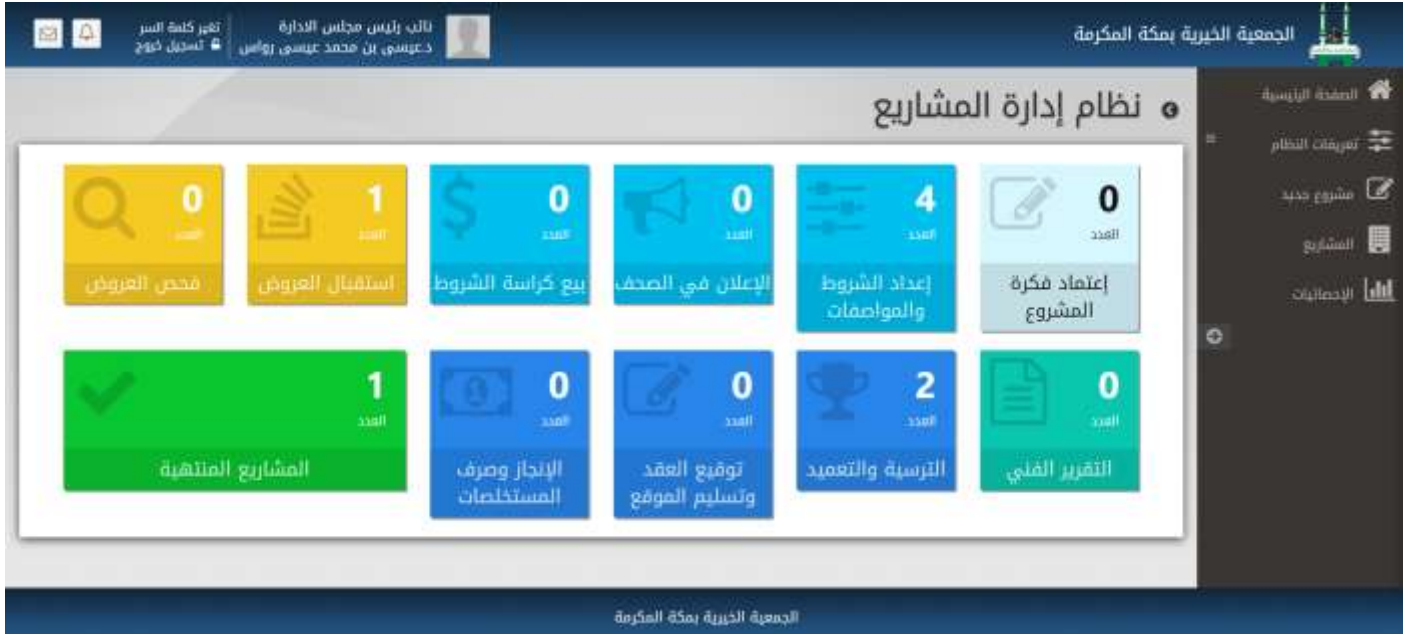 الجمعية الخيرية بمكة المكرمة
نائب رئيس مجلس الادارة
د.عيسى بن محمد عيسى رواس
تغير كلمة السر
تسجيل خروج
الصفحة الرئيسية
تعريفات النظام
مشروع جديد
المشاريع
الإحصائيات
نظام إدارة المشاريع
0
العدد
إعتماد فكرة
المشروع
4
العدد
إعداد الشروط
والمواصفات
0
العدد
الإعلان في الصحف
0
العدد
بيع كراسة الشروط
1
العدد
استقبال العروض
0
العدد
فحص العروض
0
العدد
التقرير الفني
2
العدد
الترسية والتعميد
0
العدد
توقيع العقد
وتسليم الموقع
0
العدد
الإنجاز وصرف
المستخلصات
1
العدد
المشاريع المنتهية
الجمعية الخيرية بمكة المكرمة